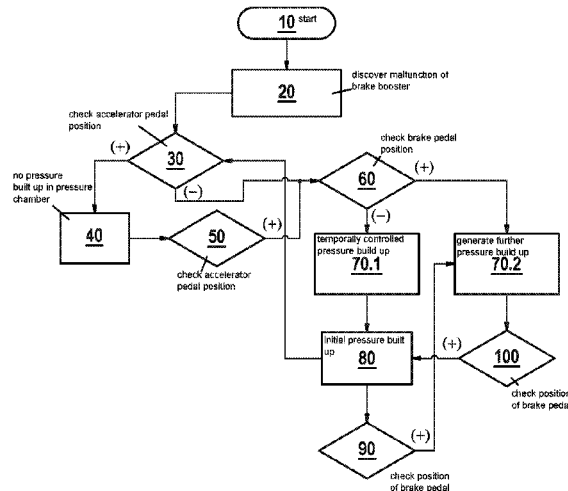 10 start
20
discover malfunction of
brake booster
check accelerator pedal
position
30
(+)
(−)
check brake pedal
position
60
(+)
(−)
no pressure
built up in pressure
chamber
40
50
(+)
check accelerator
pedal position
temporally controlled
pressure build up
70.1
generate further
pressure build up
70.2
initial pressure built
up
80
(+)
100
check position
of brake pedal
90
(+)
check position
of brake pedal